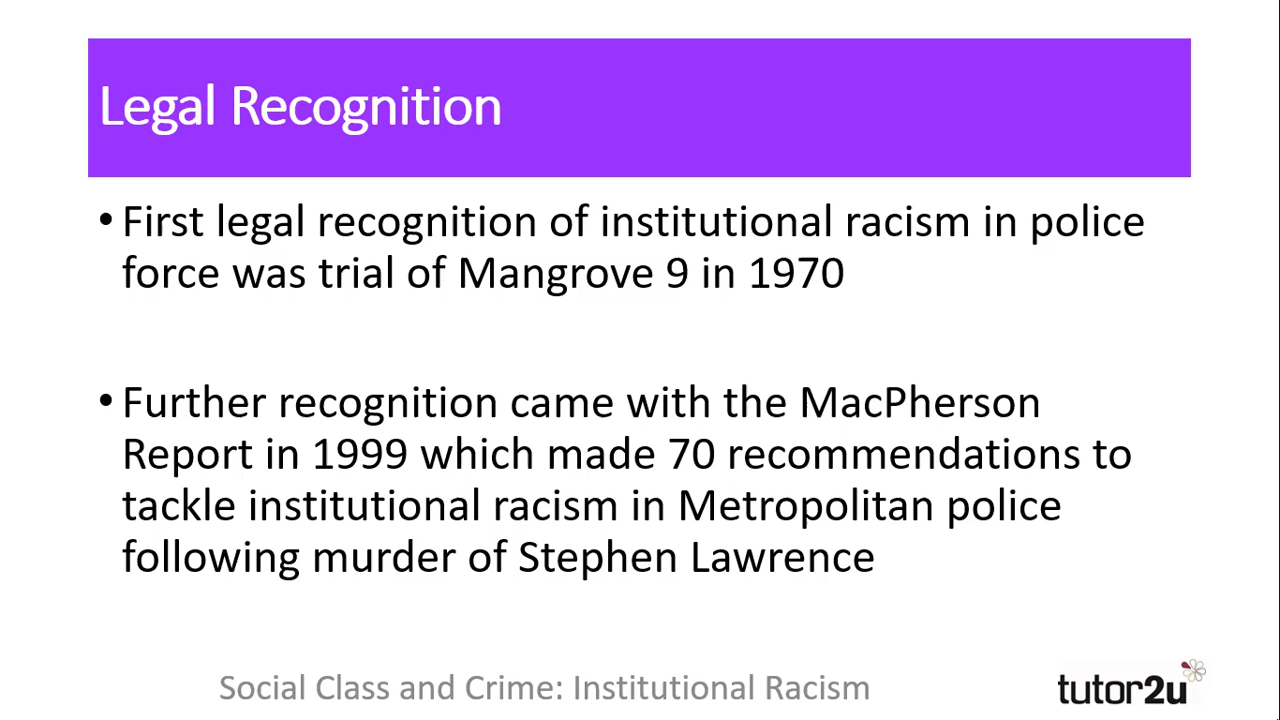 Legal Recognition
• First legal recognition of institutional racism in police
force was trial of Mangrove 9 in 1970
• Further recognition came with the MacPherson
Report in 1999 which made 70 recommendations to
tackle institutional racism in Metropolitan police
following murder of Stephen Lawrence
Social Class and Crime: Institutional Racism
tutor2u